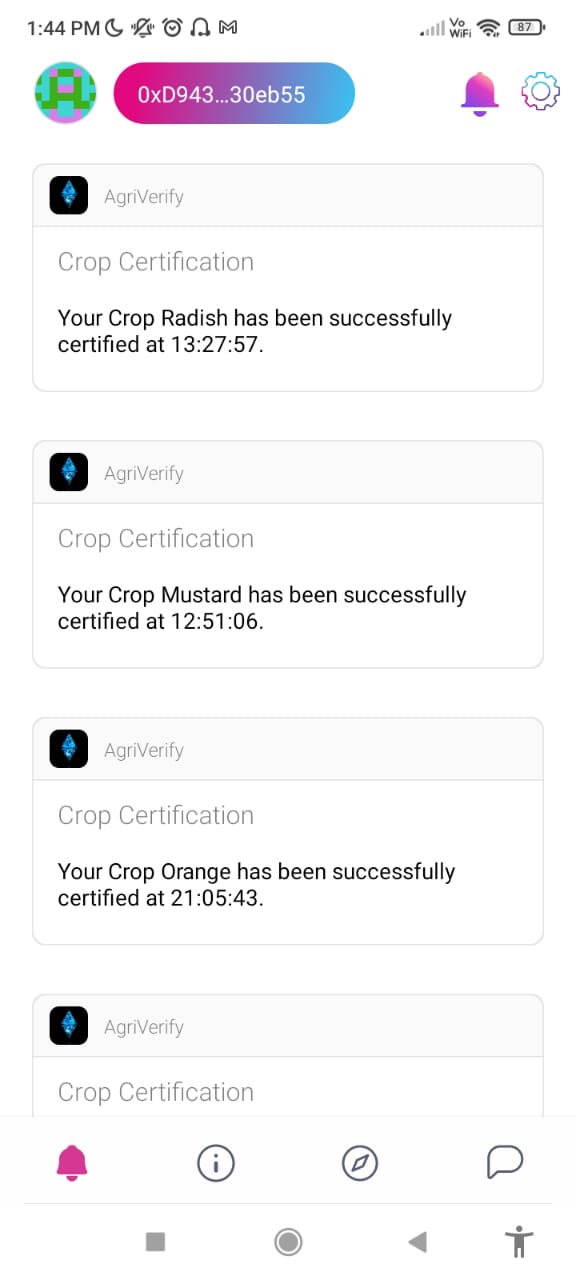 1:44 PM
Vo
WiFi
87
0xD943...30eb55
AgriVerify
Crop Certification
Your Crop Radish has been successfully
certified at 13:27:57.
AgriVerify
Crop Certification
Your Crop Mustard has been successfully
certified at 12:51:06.
AgriVerify
Crop Certification
Your Crop Orange has been successfully
certified at 21:05:43.
AgriVerify
Crop Certification